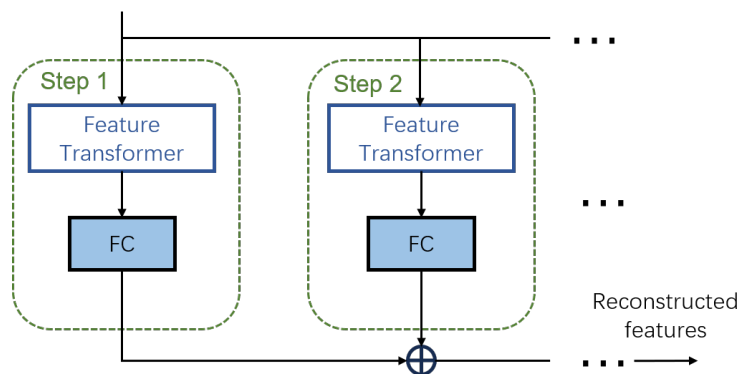 ...
Step 1
Step 2
Feature
Transformer
Feature
Transformer
...
FC
FC
Reconstructed
features
...